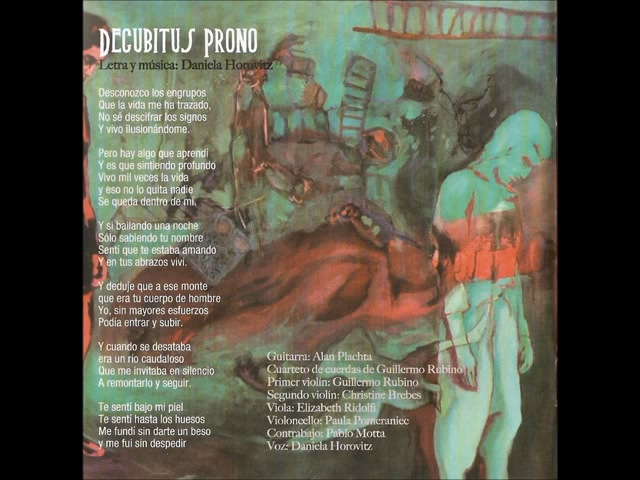 DECUBITUS PRONO
Letra y música: Daniela Horovitz
Desconozco los engrupos
Que la vida me ha trazado,
No sé descifrar los signos
Y vivo ilusionándome.
Pero hay algo que aprendí
Y es que sintiendo profundo
Vivo mil veces la vida
y eso no lo quita nadie
Se queda dentro de mí.
Y si bailando una noche
Sólo sabiendo tu nombre
Sentí que te estaba amando
Y en tus abrazos viví.
Y deduje que a ese monte
que era tu cuerpo de hombre
Yo, sin mayores esfuerzos
Podía entrar y subir.
Y cuando se desataba
era un río caudaloso
Que me invitaba en silencio
A remontarlo y seguir.
Te sentí bajo mi piel
Te sentí hasta los huesos
Me fundí sin darte un beso
y me fui sin despedir
Guitarra: Alan Plachta
Cuarteto de cuerdas de Guillermo Rubino
Primer violín: Guillermo Rubino
Segundo violín: Christine Brebes
Viola: Elizabeth Ridolfi
Violoncello: Paula Pomeraniec
Contrabajo: Pablo Motta
Voz: Daniela Horovitz